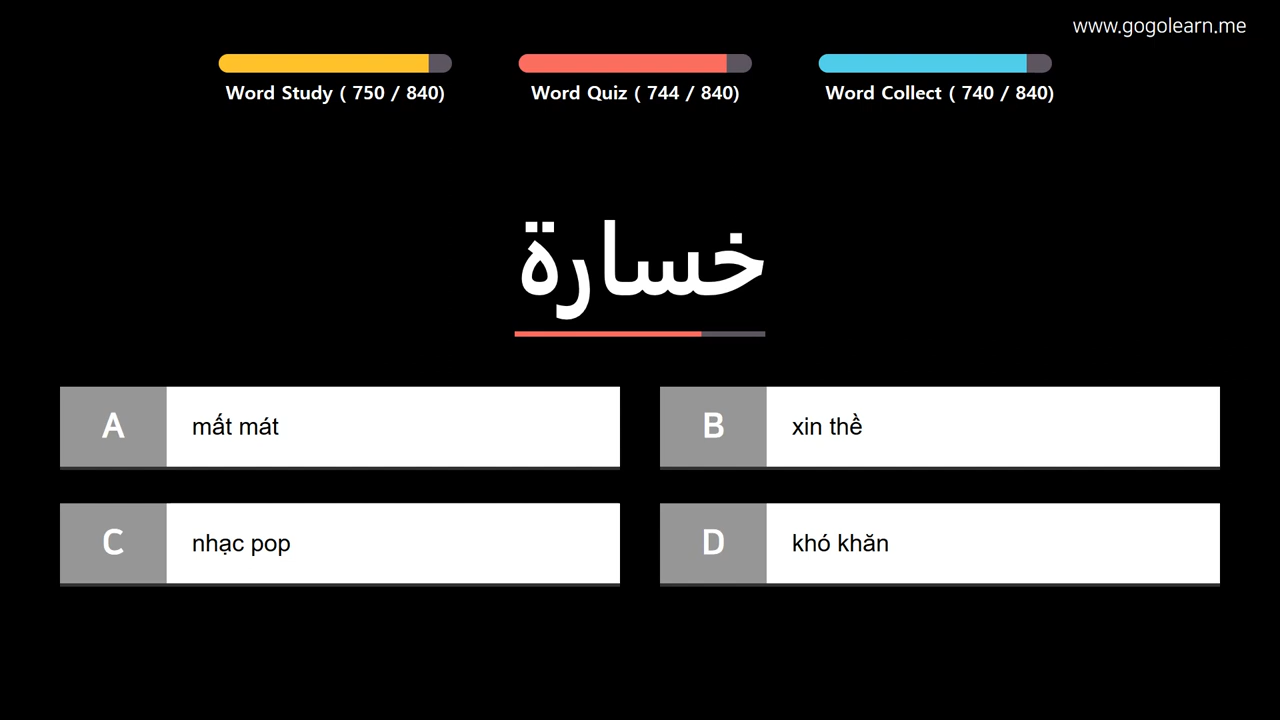 www.gogolearn.me
Word Study ( 750 / 840)
Word Quiz ( 744 / 840)
Word Collect ( 740 / 840)
خسارة
A mất mát
B xin thề
C nhạc pop
D khó khăn